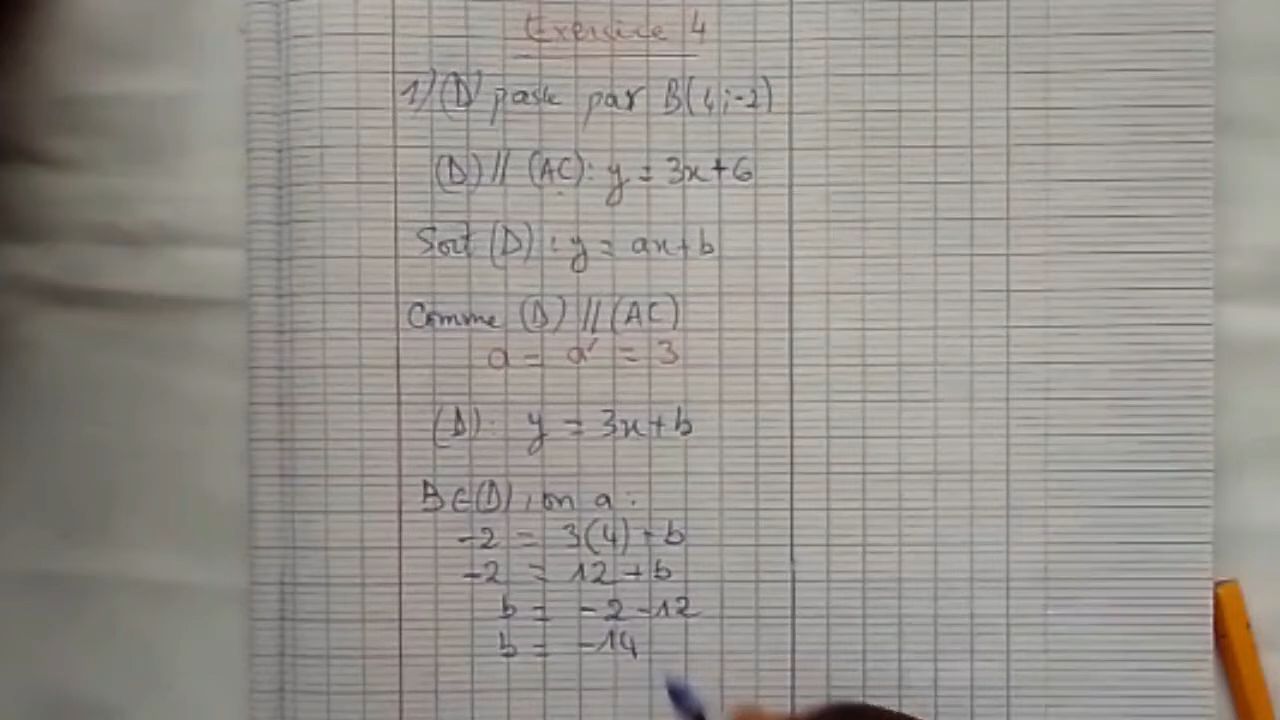 Exercice 4
1) (D) passe par B(4;-2)
(D) // (AC): y = 3x+6
Soit (D) : y = ax+b
Comme (D) // (AC)
a = a' = 3
(D): y = 3x+b
B∈(D), on a :
-2 = 3(4)+b
-2 = 12+b
b = -2-12
b = -14